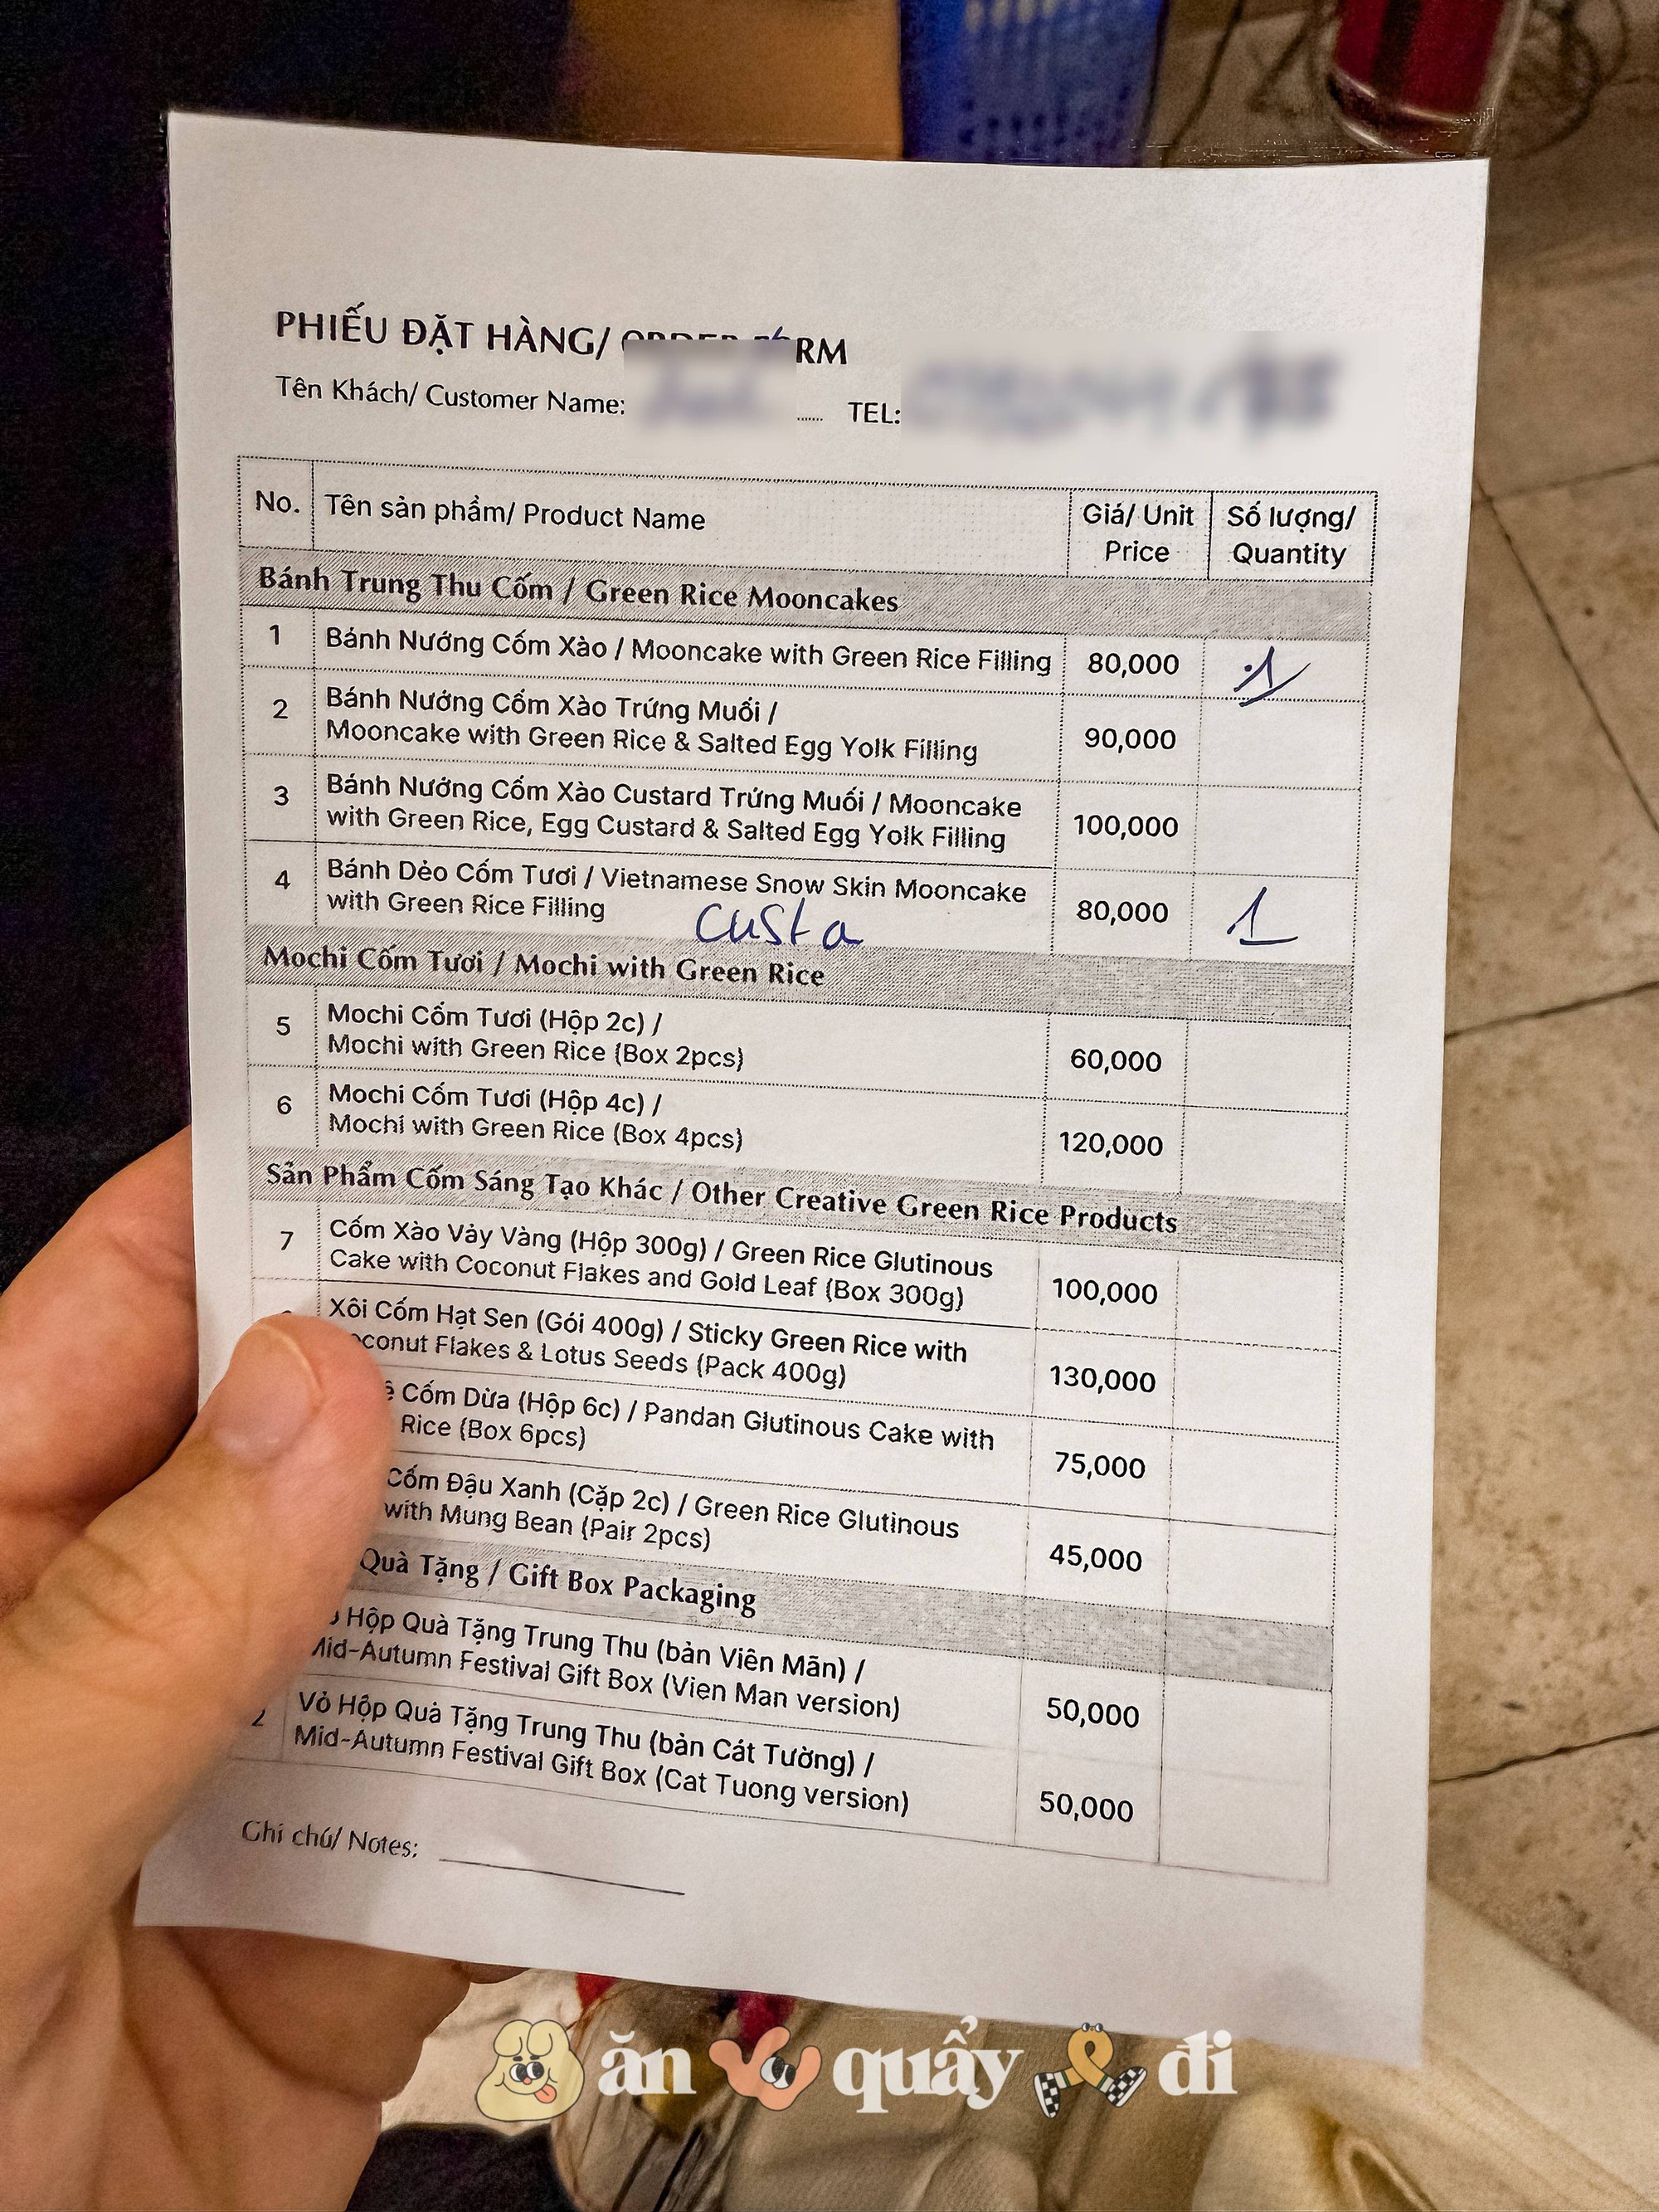 PHIẾU ĐẶT HÀNG/ ORDER FORM
Tên Khách/ Customer Name: ...... TEL:
No. Tên sản phẩm/ Product Name Giá/ Unit Price Số lượng/ Quantity
Bánh Trung Thu Cốm / Green Rice Mooncakes
1 Bánh Nướng Cốm Xào / Mooncake with Green Rice Filling 80,000 1
2 Bánh Nướng Cốm Xào Trứng Muối /
Mooncake with Green Rice & Salted Egg Yolk Filling 90,000
3 Bánh Nướng Cốm Xào Custard Trứng Muối / Mooncake
with Green Rice, Egg Custard & Salted Egg Yolk Filling 100,000
4 Bánh Dẻo Cốm Tươi / Vietnamese Snow Skin Mooncake
with Green Rice Filling 80,000 1
Custa
Mochi Cốm Tươi / Mochi with Green Rice
5 Mochi Cốm Tươi (Hộp 2c) /
Mochi with Green Rice (Box 2pcs) 60,000
6 Mochi Cốm Tươi (Hộp 4c) /
Mochi with Green Rice (Box 4pcs) 120,000
Sản Phẩm Cốm Sáng Tạo Khác / Other Creative Green Rice Products
7 Cốm Xào Vảy Vàng (Hộp 300g) / Green Rice Glutinous
Cake with Coconut Flakes and Gold Leaf (Box 300g) 100,000
Xôi Cốm Hạt Sen (Gói 400g) / Sticky Green Rice with
oconut Flakes & Lotus Seeds (Pack 400g) 130,000
Cốm Dừa (Hộp 6c) / Pandan Glutinous Cake with
Rice (Box 6pcs) 75,000
Cốm Đậu Xanh (Cặp 2c) / Green Rice Glutinous
with Mung Bean (Pair 2pcs) 45,000
Quà Tặng / Gift Box Packaging
Hộp Quà Tặng Trung Thu (bản Viên Mãn) /
Mid-Autumn Festival Gift Box (Vien Man version) 50,000
2 Vỏ Hộp Quà Tặng Trung Thu (bản Cát Tường) /
Mid-Autumn Festival Gift Box (Cat Tuong version) 50,000
Ghi chú/ Notes:
ăn quẩy đi